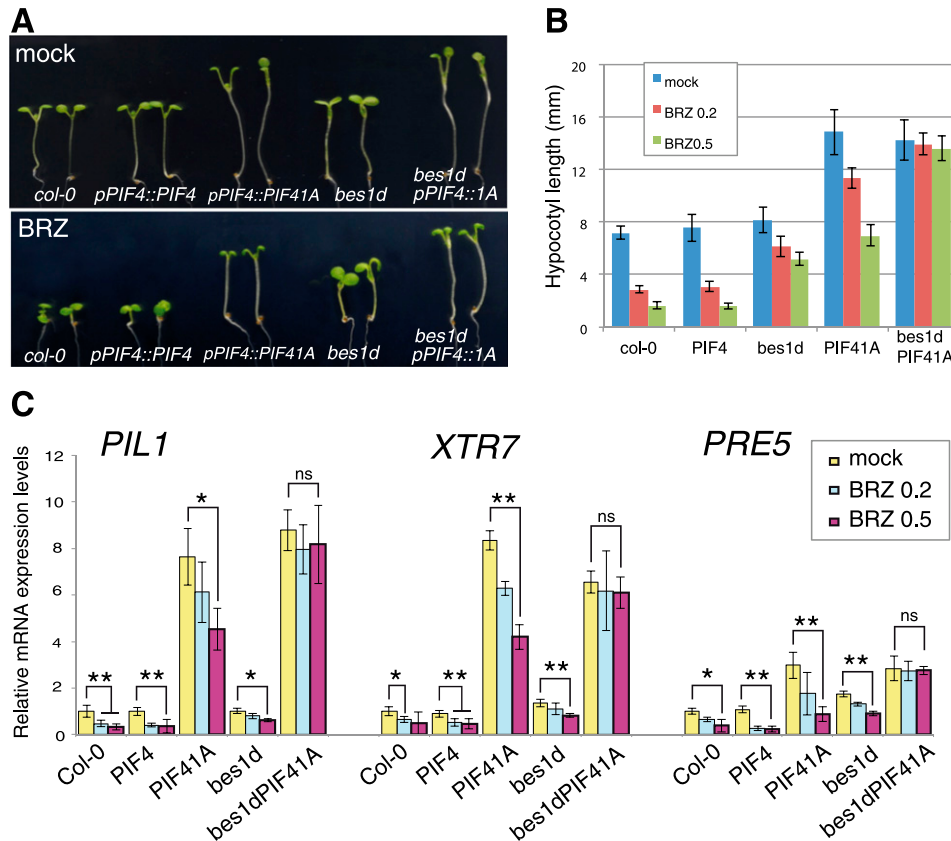 A
mock
col-0 pPIF4::PIF4 pPIF4::PIF41A bes1d bes1d
pPIF4::1A
BRZ
col-0 pPIF4::PIF4 pPIF4::PIF41A bes1d bes1d
pPIF4::1A
B
Hypocotyl length (mm)
20
16
12
8
4
0
mock
BRZ 0.2
BRZ0.5
col-0 PIF4 bes1d PIF41A bes1d
PIF41A
C
Relative mRNA expression levels
12
10
8
6
4
2
0
PIL1 XTR7 PRE5
mock
BRZ 0.2
BRZ 0.5
** ** * * ns
* ** ** ** ns
* ** ** ** ns
Col-0 PIF4 PIF41A bes1d bes1dPIF41A
Col-0 PIF4 PIF41A bes1d bes1dPIF41A
Col-0 PIF4 PIF41A bes1d bes1dPIF41A